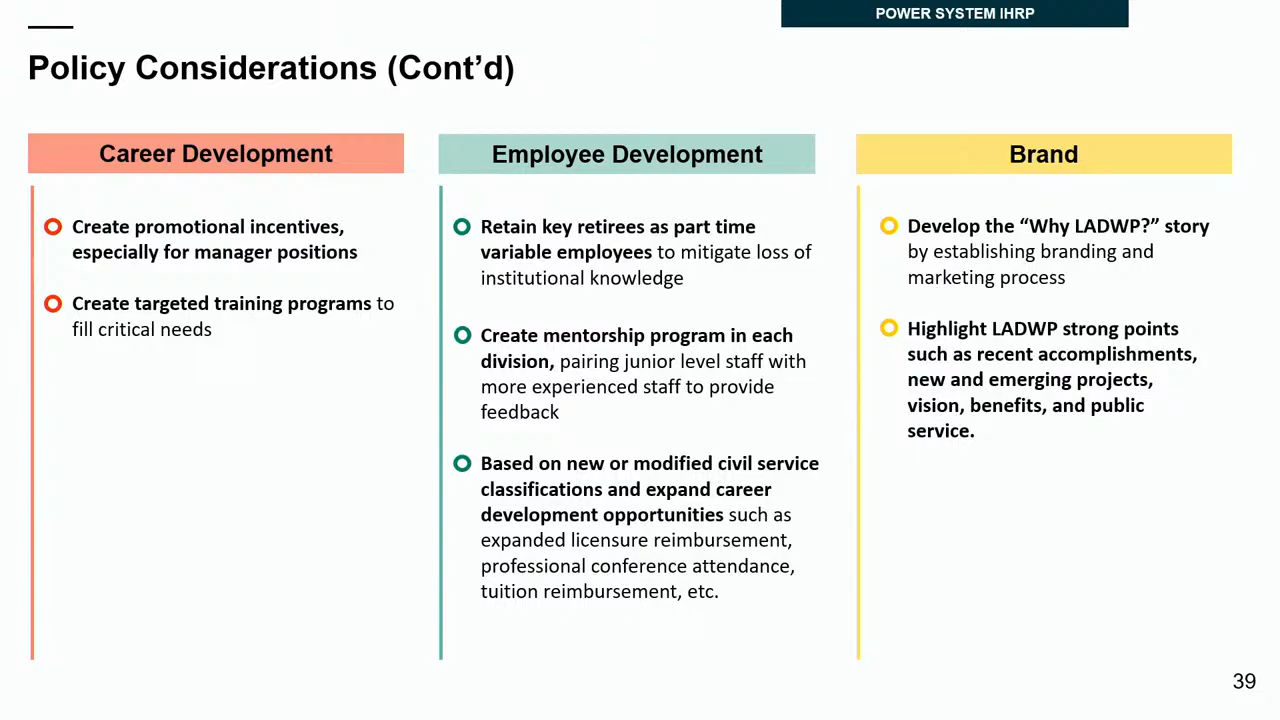 POWER SYSTEM IHRP
Policy Considerations (Cont’d)
Career Development
Create promotional incentives,
especially for manager positions
Create targeted training programs to
fill critical needs
Employee Development
Retain key retirees as part time
variable employees to mitigate loss of
institutional knowledge
Create mentorship program in each
division, pairing junior level staff with
more experienced staff to provide
feedback
Based on new or modified civil service
classifications and expand career
development opportunities such as
expanded licensure reimbursement,
professional conference attendance,
tuition reimbursement, etc.
Brand
Develop the “Why LADWP?” story
by establishing branding and
marketing process
Highlight LADWP strong points
such as recent accomplishments,
new and emerging projects,
vision, benefits, and public
service.
39